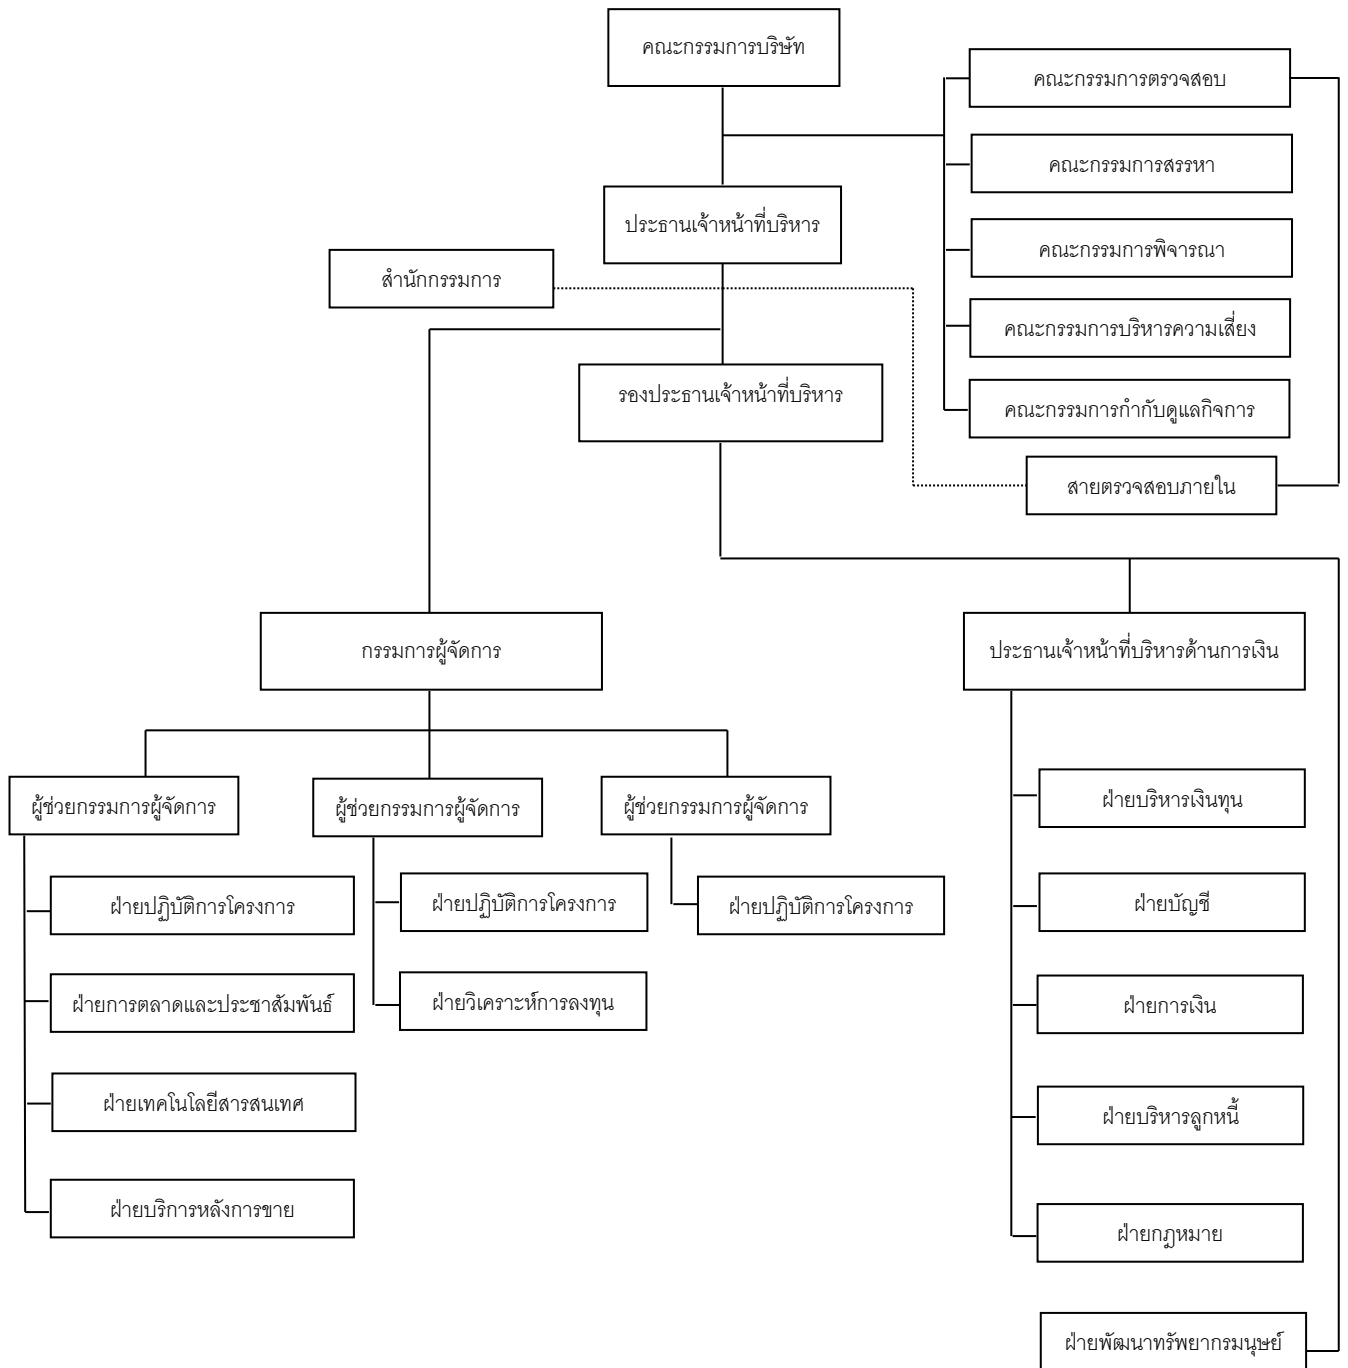 คณะกรรมการบริษัท
คณะกรรมการตรวจสอบ
คณะกรรมการสรรหา
ประธานเจ้าหน้าที่บริหาร
คณะกรรมการพิจารณา
สำนักกรรมการ
คณะกรรมการบริหารความเสี่ยง
รองประธานเจ้าหน้าที่บริหาร
คณะกรรมการกำกับดูแลกิจการ
สายตรวจสอบภายใน
กรรมการผู้จัดการ
ประธานเจ้าหน้าที่บริหารด้านการเงิน
ผู้ช่วยกรรมการผู้จัดการ
ผู้ช่วยกรรมการผู้จัดการ
ผู้ช่วยกรรมการผู้จัดการ
ฝ่ายบริหารเงินทุน
ฝ่ายปฏิบัติการโครงการ
ฝ่ายปฏิบัติการโครงการ
ฝ่ายปฏิบัติการโครงการ
ฝ่ายบัญชี
ฝ่ายการตลาดและประชาสัมพันธ์
ฝ่ายวิเคราะห์การลงทุน
ฝ่ายการเงิน
ฝ่ายเทคโนโลยีสารสนเทศ
ฝ่ายบริหารลูกหนี้
ฝ่ายบริการหลังการขาย
ฝ่ายกฎหมาย
ฝ่ายพัฒนาทรัพยากรมนุษย์